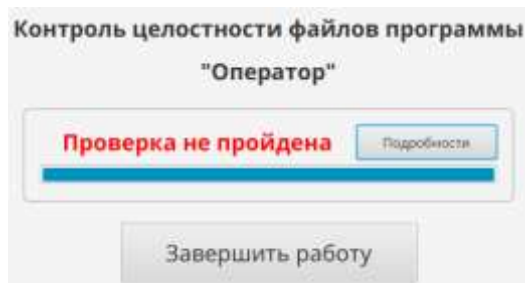 Контроль целостности файлов программы
"Оператор"
Проверка не пройдена
Подробности
Завершить работу